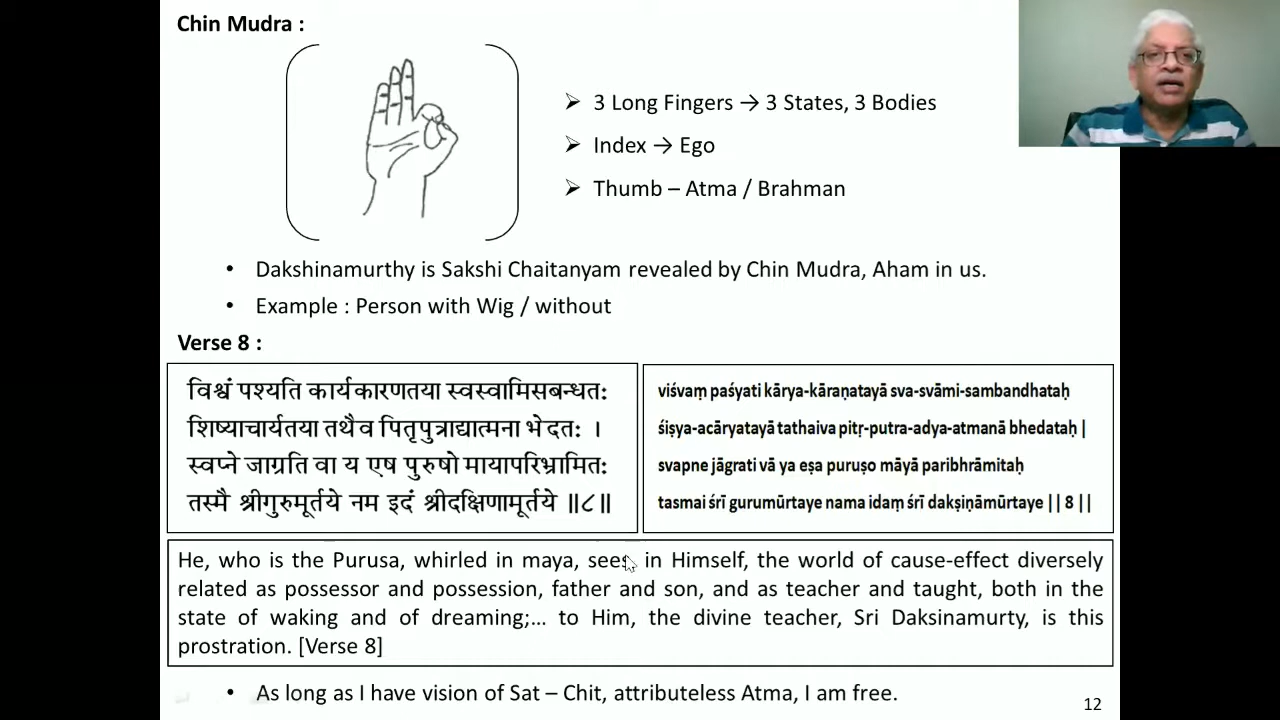 Chin Mudra :
➢ 3 Long Fingers → 3 States, 3 Bodies
➢ Index → Ego
➢ Thumb – Atma / Brahman
• Dakshinamurthy is Sakshi Chaitanyam revealed by Chin Mudra, Aham in us.
• Example : Person with Wig / without
Verse 8 :
विश्वं पश्यति कार्यकारणतया स्वस्वामिसबन्धतः
शिष्याचार्यतया तथैव पितृपुत्राद्यात्मना भेदतः ।
स्वप्ने जाग्रति वा य एष पुरुषो मायापरिभ्रामितः
तस्मै श्रीगुरुमूर्तये नम इदं श्रीदक्षिणामूर्तये ॥८॥
viśvaṃ paśyati kārya-kāraṇatayā sva-svāmi-sambandhataḥ
śiṣya-acāryatayā tathaiva pitṛ-putra-adya-atmanā bhedataḥ |
svapne jāgrati vā ya eṣa puruṣo māyā paribhrāmitaḥ
tasmai śrī gurumūrtaye nama idaṃ śrī dakṣiṇāmūrtaye || 8 ||
He, who is the Purusa, whirled in maya, sees, in Himself, the world of cause-effect diversely
related as possessor and possession, father and son, and as teacher and taught, both in the
state of waking and of dreaming;... to Him, the divine teacher, Sri Daksinamurty, is this
prostration. [Verse 8]
• As long as I have vision of Sat – Chit, attributeless Atma, I am free.
12